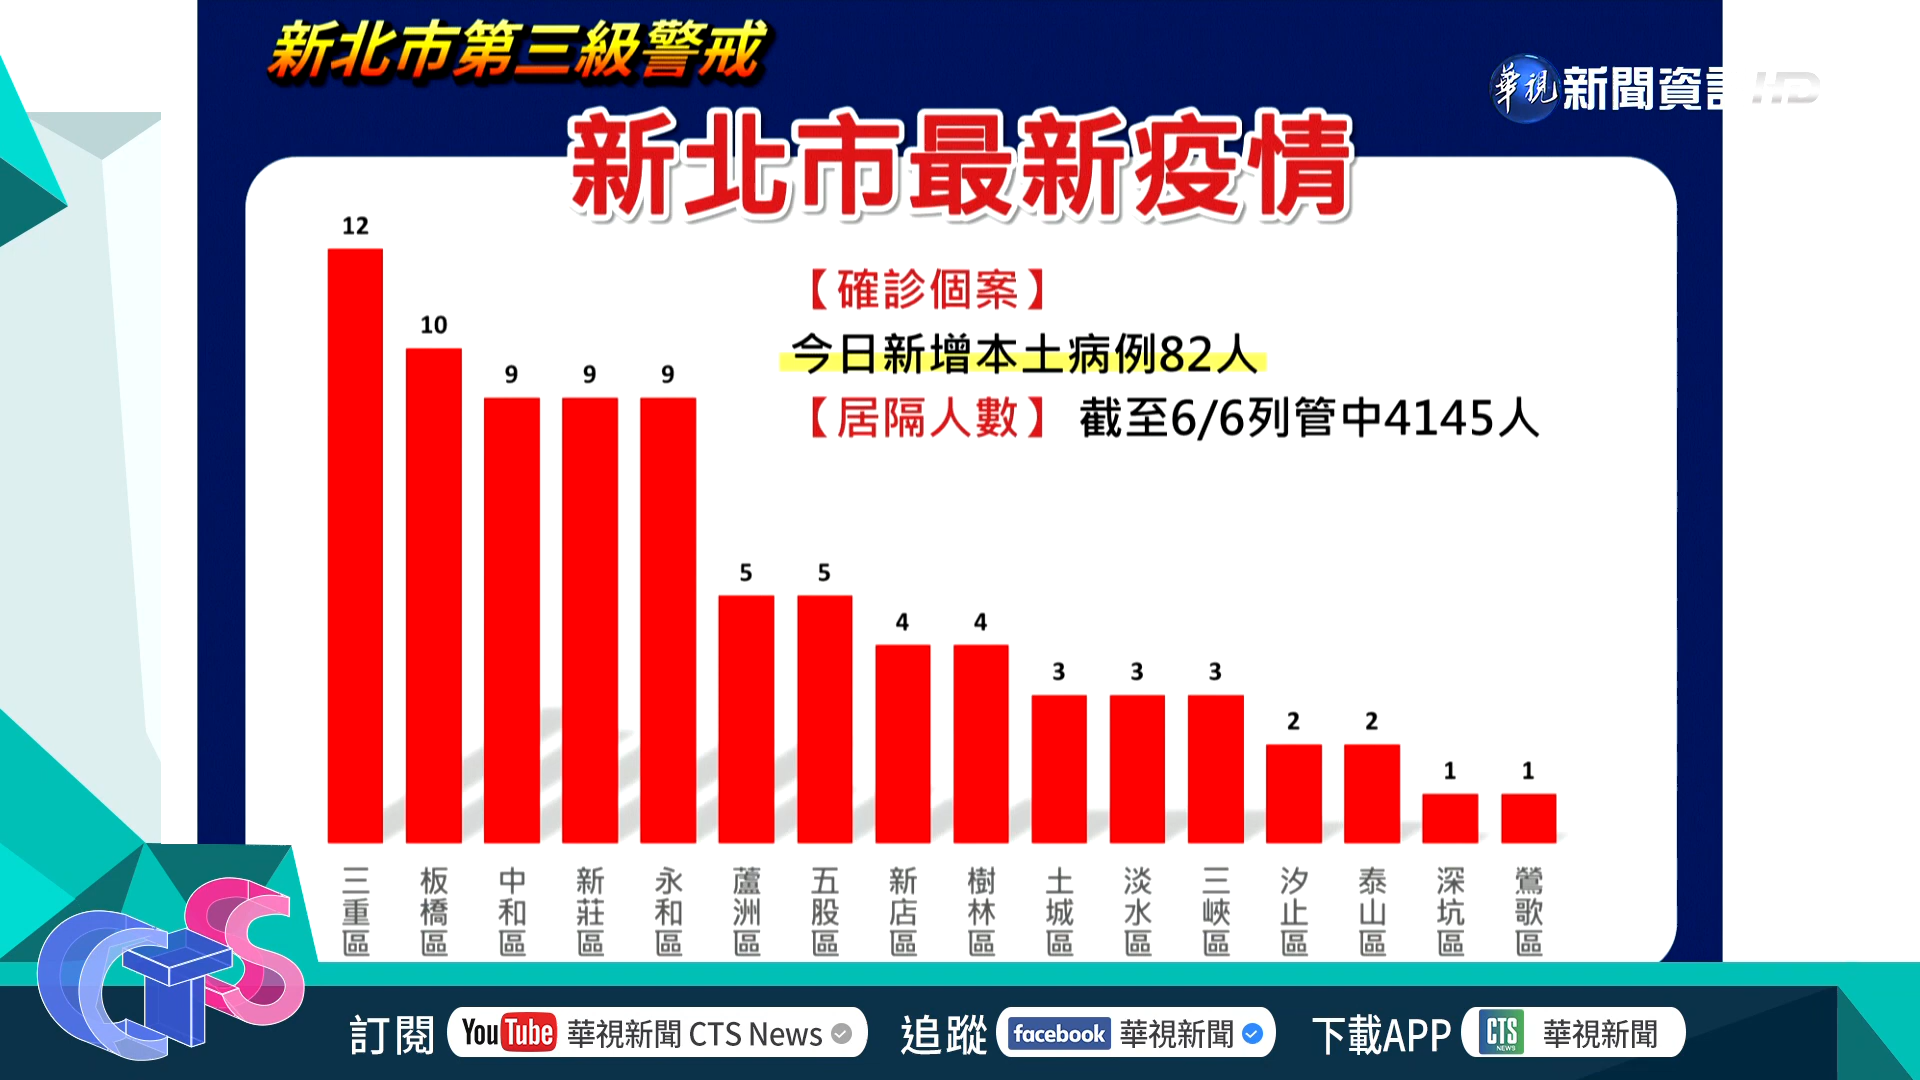 新北市第三級警戒
華視 新聞資訊 HD
新北市最新疫情
【確診個案】
今日新增本土病例82人
【居隔人數】截至6/6列管中4145人
12 10 9 9 9 5 5 4 4 3 3 3 2 2 1 1
三重區 板橋區 中和區 新莊區 永和區 蘆洲區 五股區 新店區 樹林區 土城區 淡水區 三峽區 汐止區 泰山區 深坑區 鶯歌區
CTS
訂閱 YouTube 華視新聞 CTS News 追蹤 facebook 華視新聞 下載APP CTS NEWS 華視新聞